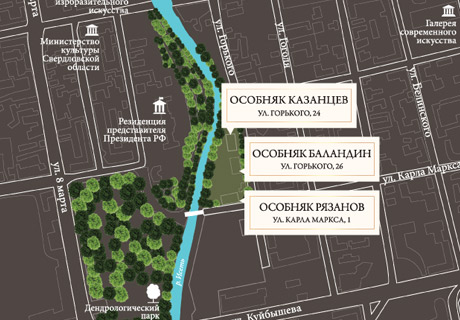 изобразительного
искусства
Министерство
культуры
Свердловской
области
ул. Горького
ул. Гоголя
Галерея
современного
искусства
ул. Белинского
Резиденция
представителя
Президента РФ
ОСОБНЯК КАЗАНЦЕВ
УЛ. ГОРЬКОГО, 24
ОСОБНЯК БАЛАНДИН
УЛ. ГОРЬКОГО, 26
ОСОБНЯК РЯЗАНОВ
УЛ. КАРЛА МАРКСА, 1
ул. 8 марта
ул. Карла Маркса
р. Исеть
Дендрологический
парк
ул. Куйбышева